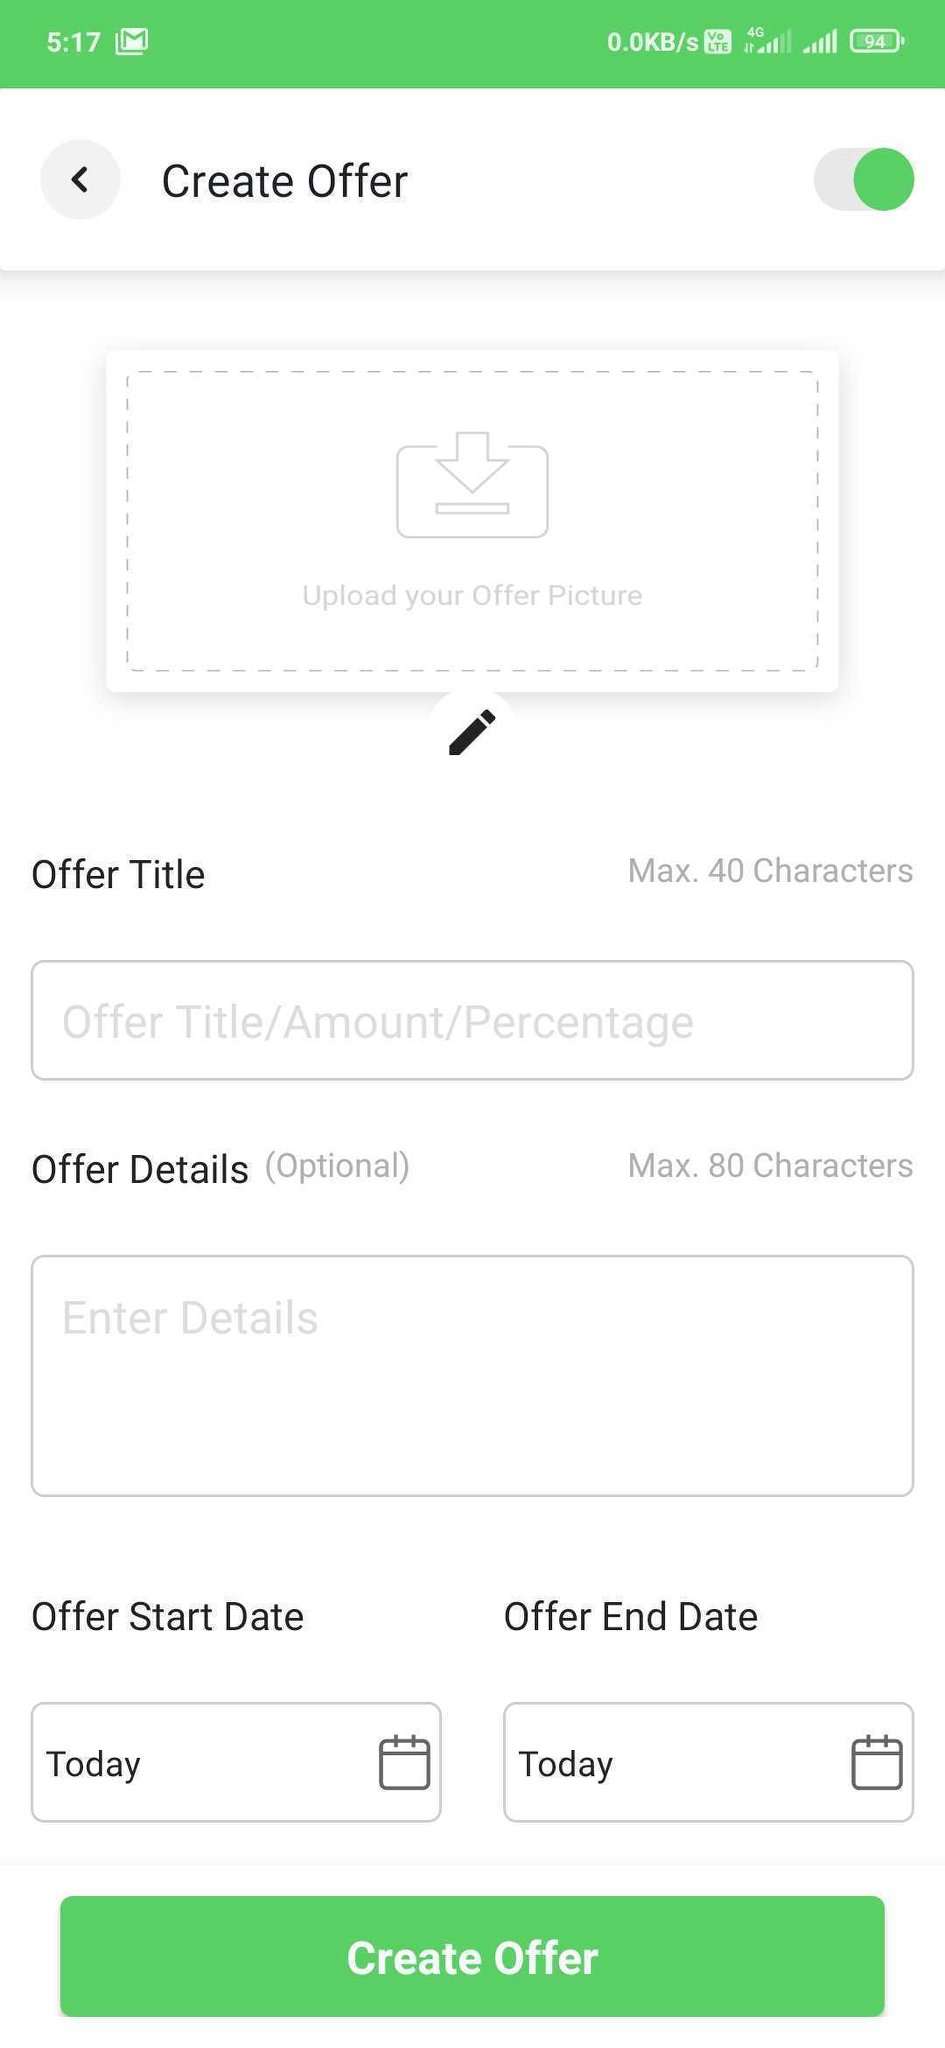 5:17 0.0KB/s Vo LTE 4G 94
Create Offer
Upload your Offer Picture
Offer Title Max. 40 Characters
Offer Title/Amount/Percentage
Offer Details (Optional) Max. 80 Characters
Enter Details
Offer Start Date Offer End Date
Today Today
Create Offer